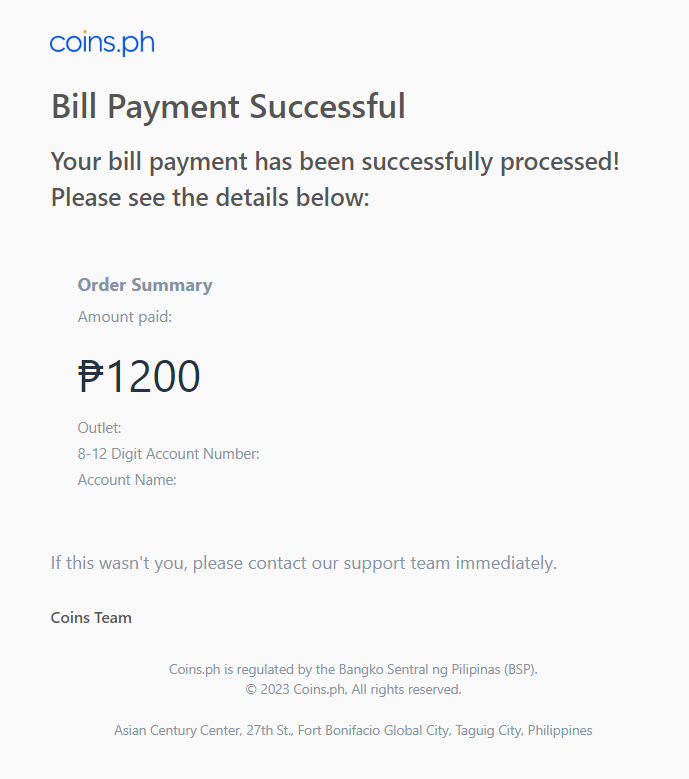 coins.ph
Bill Payment Successful
Your bill payment has been successfully processed!
Please see the details below:
Order Summary
Amount paid:
₱1200
Outlet:
8-12 Digit Account Number:
Account Name:
If this wasn't you, please contact our support team immediately.
Coins Team
Coins.ph is regulated by the Bangko Sentral ng Pilipinas (BSP).
© 2023 Coins.ph, All rights reserved.
Asian Century Center, 27th St., Fort Bonifacio Global City, Taguig City, Philippines